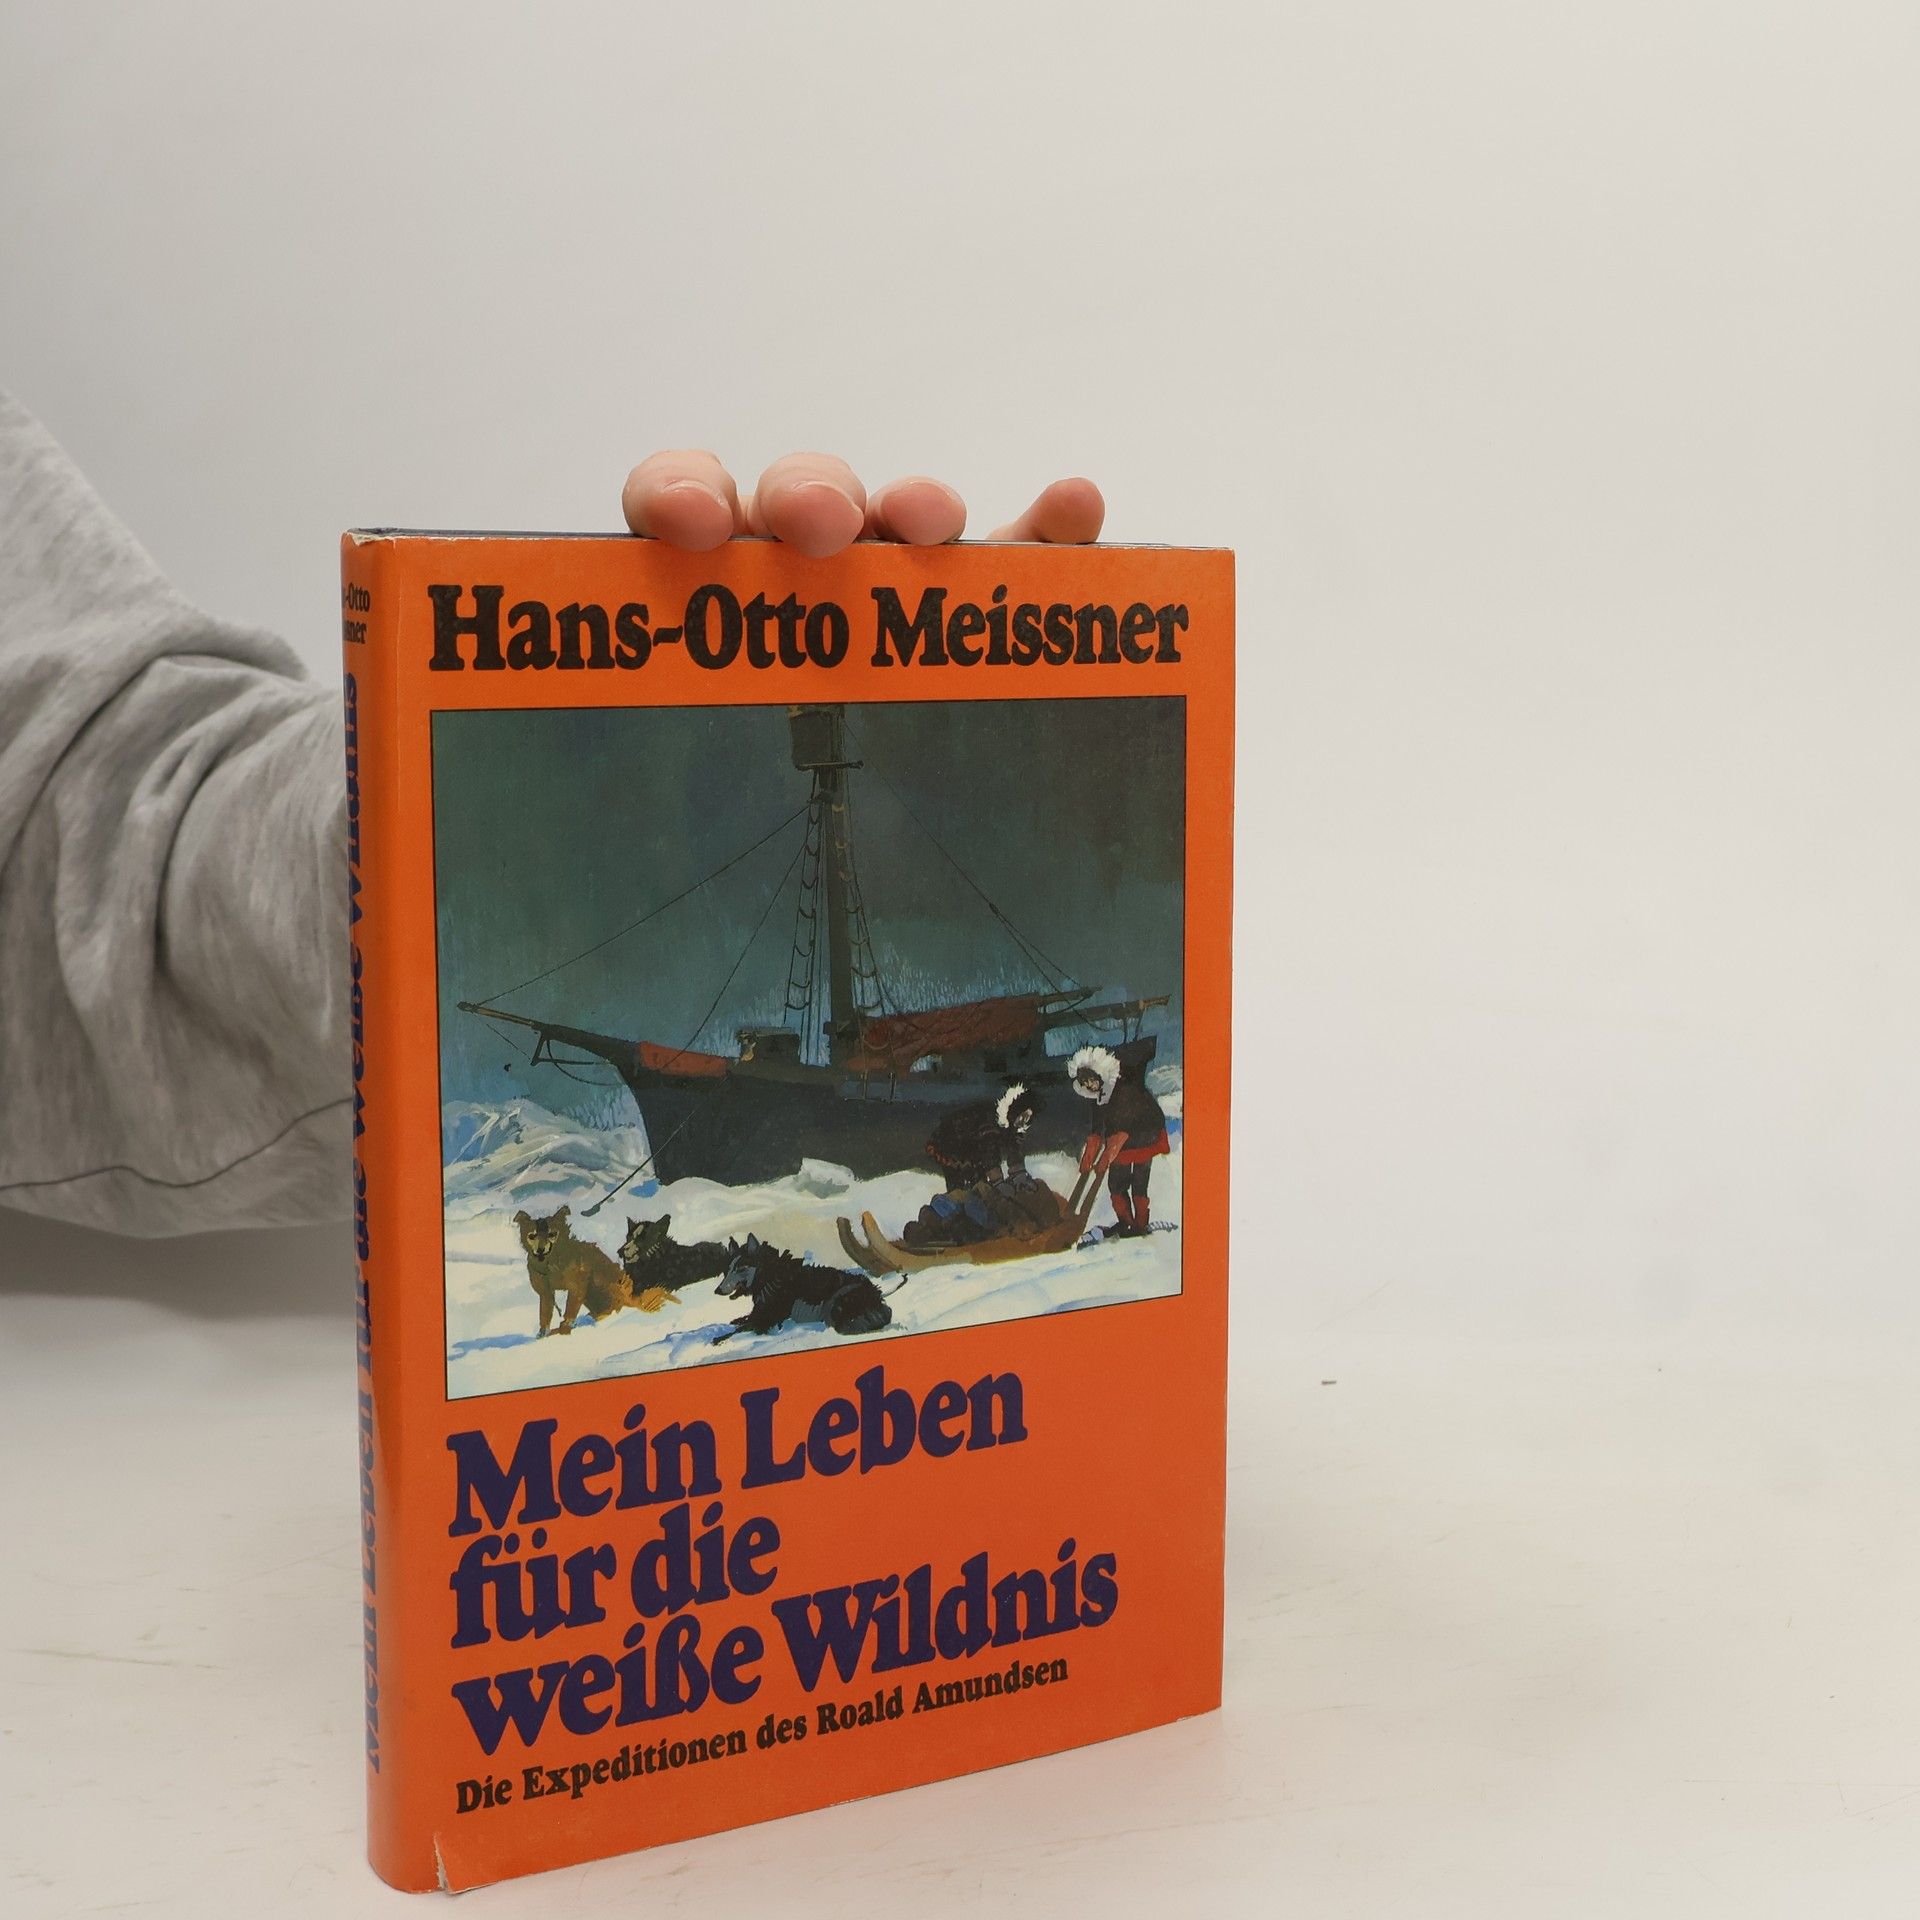 Hans-Otto Meissner
Mein Leben
für die
weiße Wildnis
Die Expeditionen des Roald Amundsen
Mein Leben für die weiße Wildnis